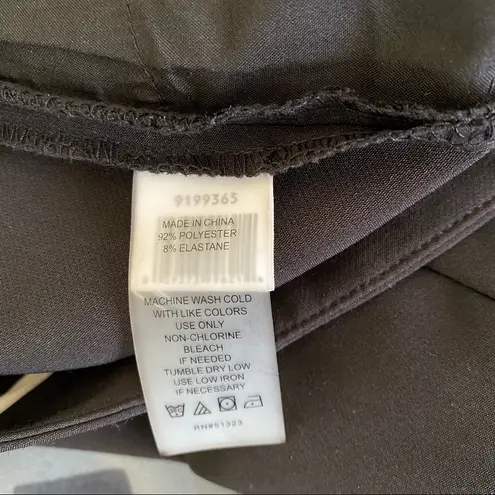 9199365
MADE IN CHINA
92% POLYESTER
8% ELASTANE
MACHINE WASH COLD
WITH LIKE COLORS
USE ONLY
NON-CHLORINE
BLEACH
IF NEEDED
TUMBLE DRY LOW
USE LOW IRON
IF NECESSARY
RN#51323